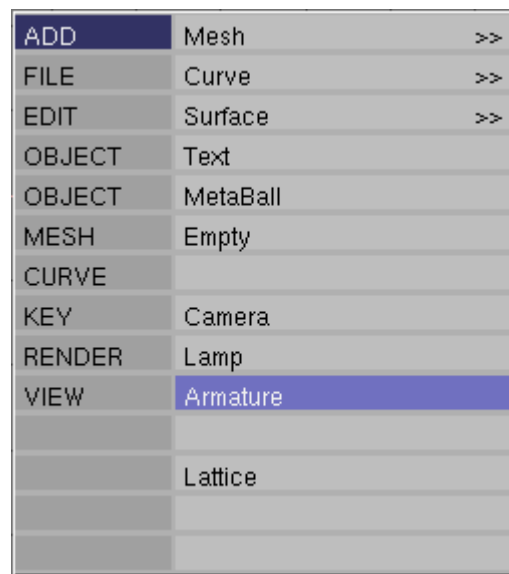 ADD Mesh >>
FILE Curve >>
EDIT Surface >>
OBJECT Text
OBJECT MetaBall
MESH Empty
CURVE
KEY Camera
RENDER Lamp
VIEW Armature
Lattice